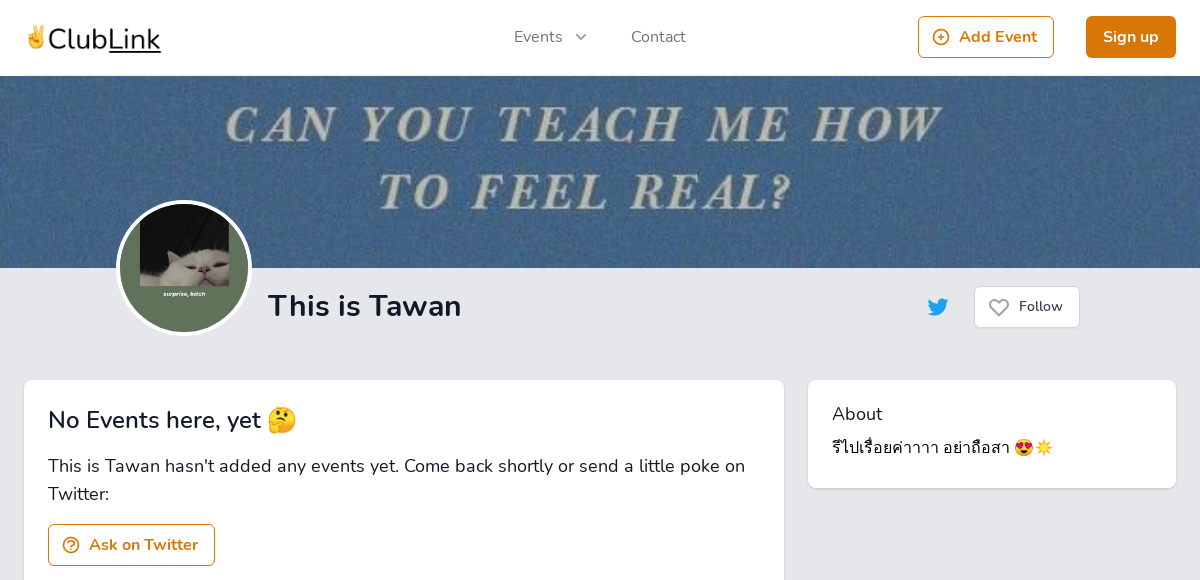 ✌️ClubLink
Events
Contact
Add Event
Sign up
CAN YOU TEACH ME HOW
TO FEEL REAL?
surprise, bitch
This is Tawan
Follow
No Events here, yet 🤔
This is Tawan hasn't added any events yet. Come back shortly or send a little poke on
Twitter:
Ask on Twitter
About
รีไปเรื่อยค่าาาา อย่าถือสา 😍☀️